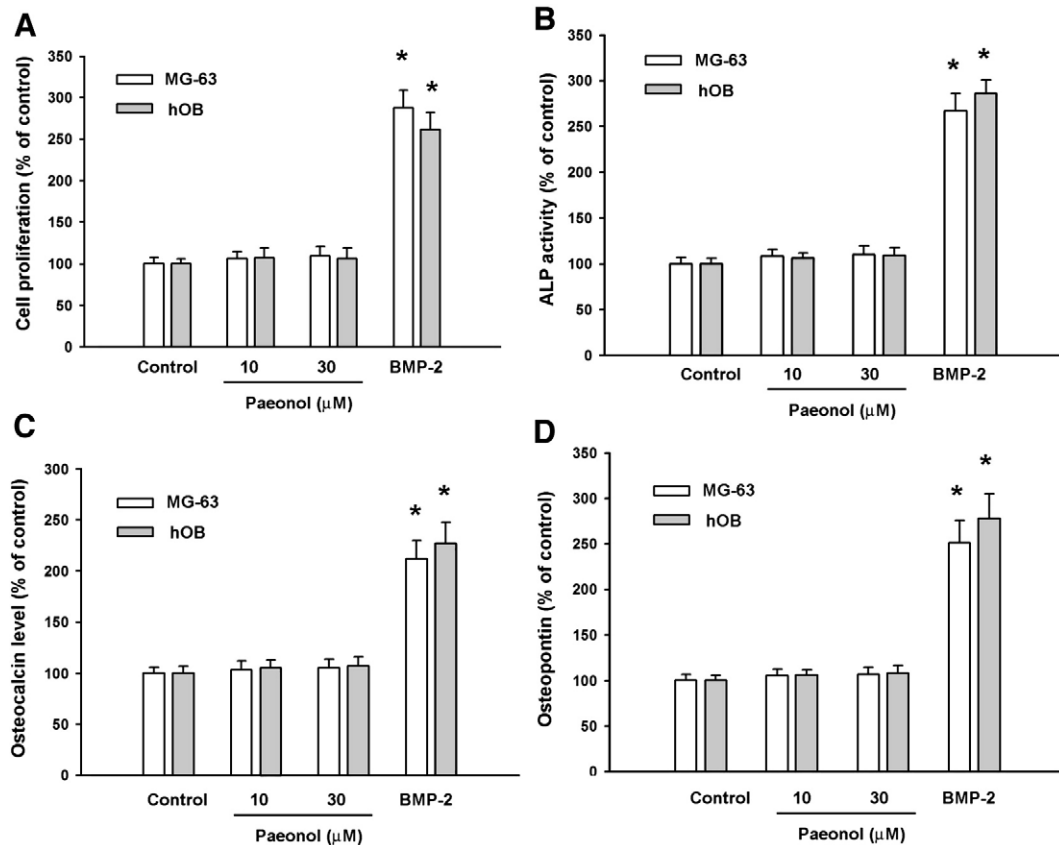 A
Cell proliferation (% of control)
350
300
250
200
150
100
50
0
MG-63
hOB
*
*
Control
10
30
BMP-2
Paeonol (μM)
B
ALP activity (% of control)
350
300
250
200
150
100
50
0
MG-63
hOB
*
*
Control
10
30
BMP-2
Paeonol (μM)
C
Osteocalcin level (% of control)
300
250
200
150
100
50
0
MG-63
hOB
*
*
Control
10
30
BMP-2
Paeonol (μM)
D
Osteopontin (% of control)
350
300
250
200
150
100
50
0
MG-63
hOB
*
*
Control
10
30
BMP-2
Paeonol (μM)